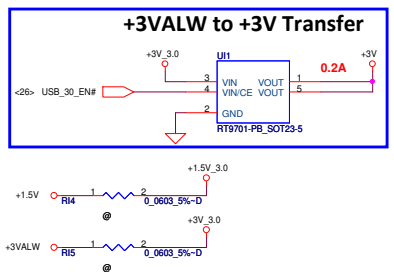 +3VALW to +3V Transfer
+3V_3.0 UI1 +3V
3 VIN VOUT 1 0.2A
<26> USB_30_EN# 4 VIN/CE VOUT 5
2 GND
RT9701-PB_SOT23-5
+1.5V_3.0
+1.5V 1 2
RI4 0_0603_5%~D
@
+3V_3.0
+3VALW 1 2
RI5 0_0603_5%~D
@